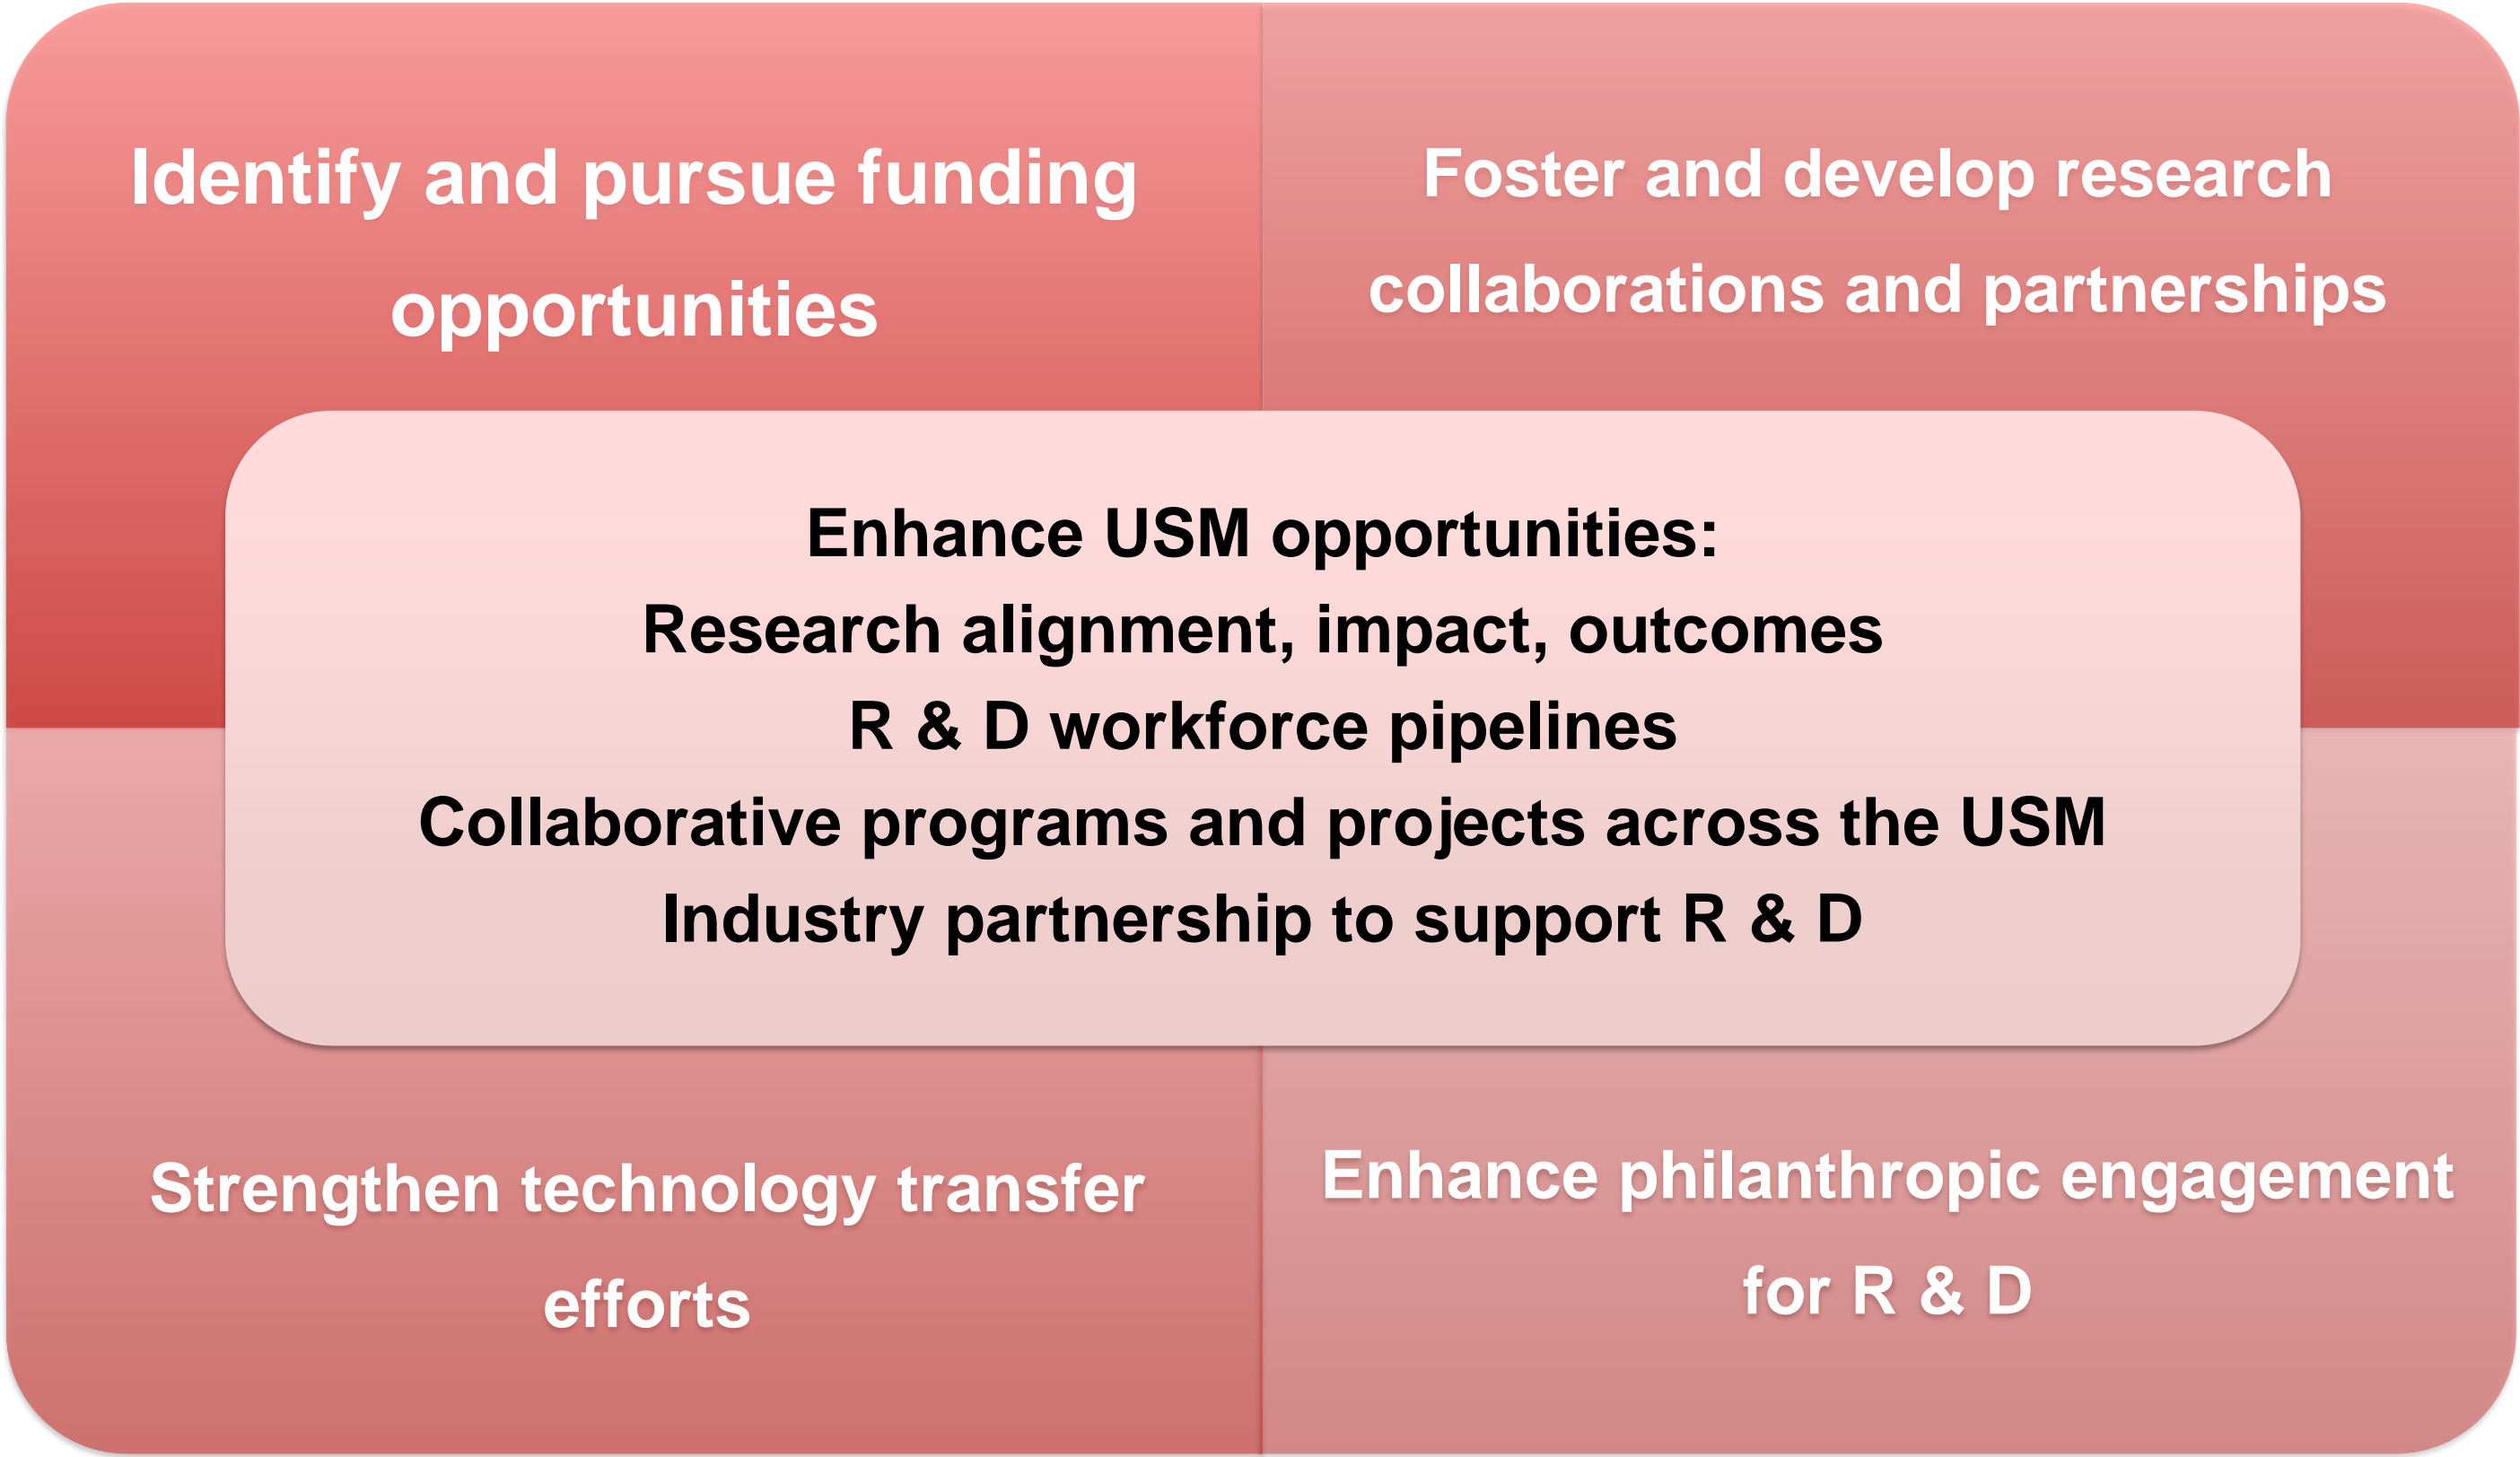 Identify and pursue funding
opportunities
Foster and develop research
collaborations and partnerships
Enhance USM opportunities:
Research alignment, impact, outcomes
R & D workforce pipelines
Collaborative programs and projects across the USM
Industry partnership to support R & D
Strengthen technology transfer
efforts
Enhance philanthropic engagement
for R & D